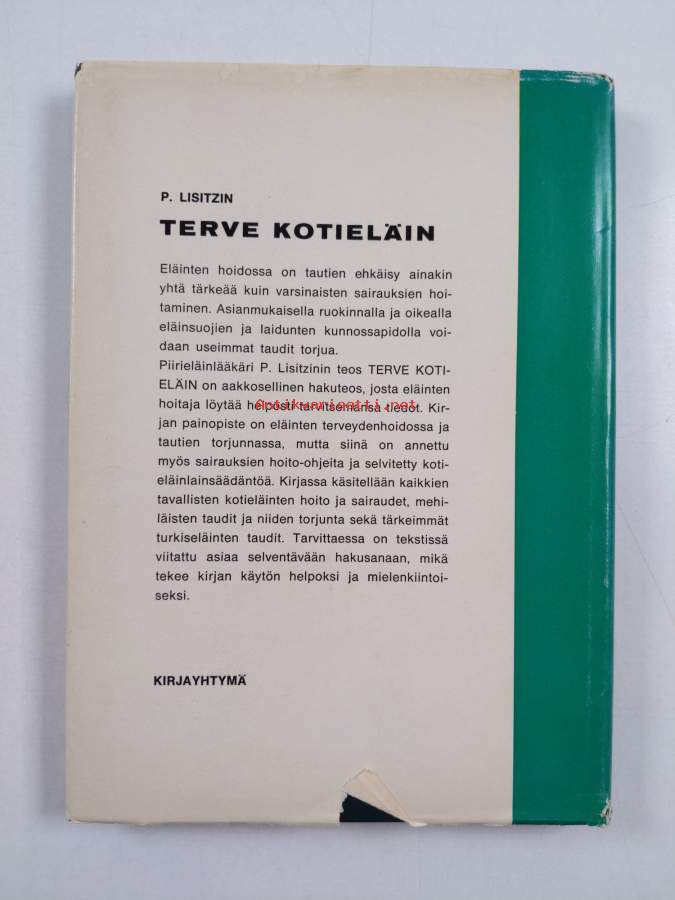 P. LISITZIN
TERVE KOTIELÄIN
Eläinten hoidossa on tautien ehkäisy ainakin
yhtä tärkeää kuin varsinaisten sairauksien hoi-
taminen. Asianmukaisella ruokinnalla ja oikealla
eläinsuojien ja laidunten kunnossapidolla voi-
daan useimmat taudit torjua.
Piirieläinlääkäri P. Lisitzinin teos TERVE KOTI-
ELÄIN on aakkosellinen hakuteos, josta eläinten
hoitaja löytää helposti tarvitsemansa tiedot. Kir-
antikvariaatti.net
jan painopiste on eläinten terveydenhoidossa ja
tautien torjunnassa, mutta siinä on annettu
myös sairauksien hoito-ohjeita ja selvitetty koti-
eläinlainsäädäntöä. Kirjassa käsitellään kaikkien
tavallisten kotieläinten hoito ja sairaudet, mehi-
läisten taudit ja niiden torjunta sekä tärkeimmät
turkiseläinten taudit. Tarvittaessa on tekstissä
viitattu asiaa selventävään hakusanaan, mikä
tekee kirjan käytön helpoksi ja mielenkiintoi-
seksi.
KIRJAYHTYMÄ